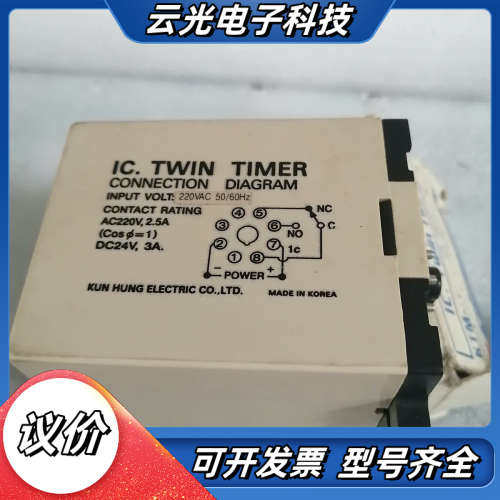 云光电子科技
IC. TWIN TIMER
CONNECTION DIAGRAM
INPUT VOLT: 220VAC 50/60Hz
CONTACT RATING
AC220V, 2.5A
(Cos ø=1)
DC24V, 3A.
4 5 NC
3 6 NO C
2 7 1c
1 8
- POWER +
KUN HUNG ELECTRIC CO.,LTD.
MADE IN KOREA
议价
可开发票 型号齐全